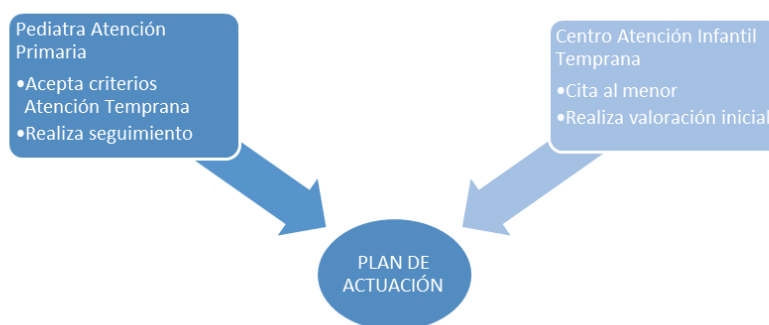 Pediatra Atención
Primaria
•Acepta criterios
Atención Temprana
•Realiza seguimiento
Centro Atención Infantil
Temprana
•Cita al menor
•Realiza valoración inicial
PLAN DE
ACTUACIÓN